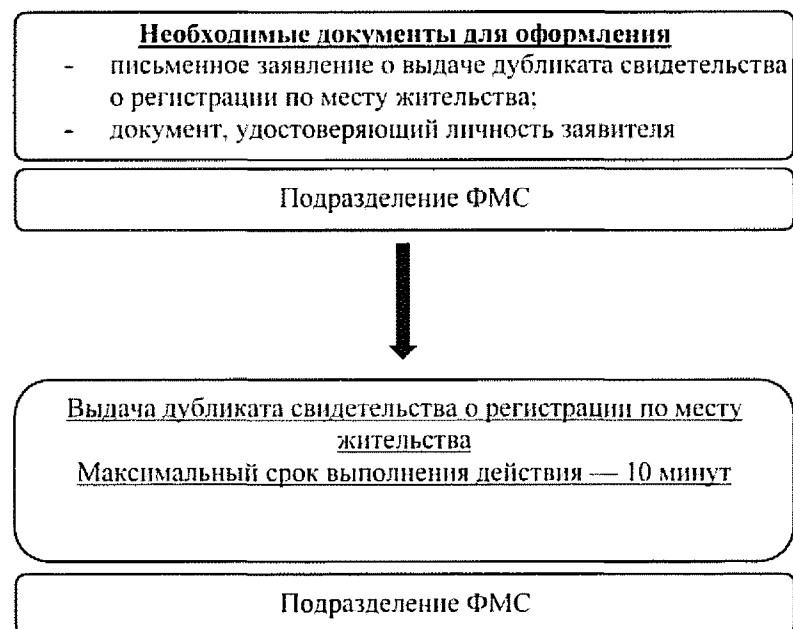 Необходимые документы для оформления
- письменное заявление о выдаче дубликата свидетельства
о регистрации по месту жительства;
- документ, удостоверяющий личность заявителя
Подразделение ФМС
Выдача дубликата свидетельства о регистрации по месту
жительства
Максимальный срок выполнения действия — 10 минут
Подразделение ФМС